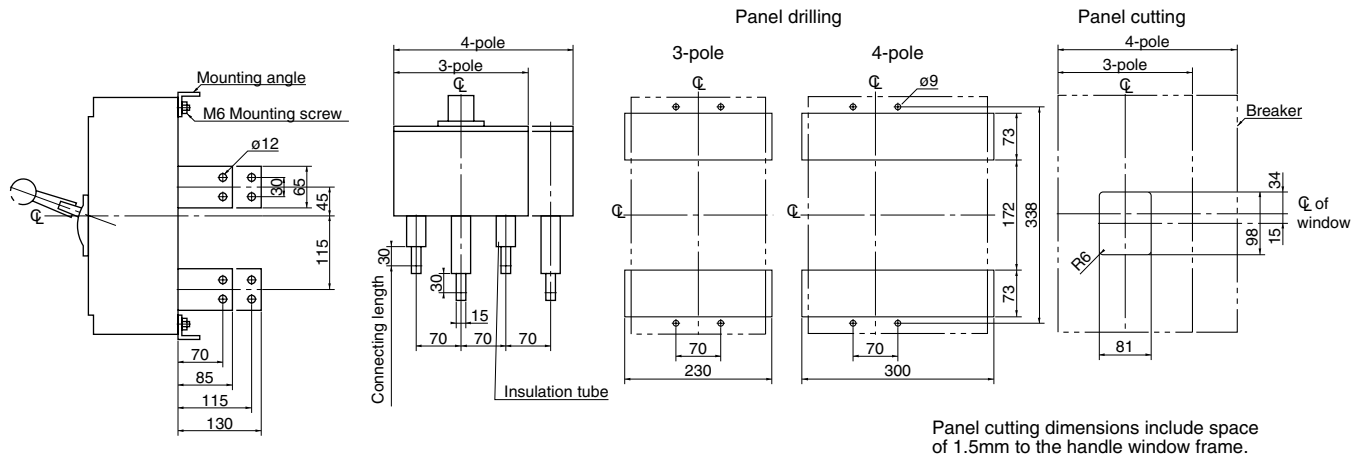 Panel drilling
Panel cutting
4-pole
3-pole
℄
Mounting angle
M6 Mounting screw
ø12
30
65
45
115
℄
70
85
115
130
30
Connecting length
30
15
70
70
70
Insulation tube
3-pole
℄
℄
230
70
4-pole
℄
ø9
℄
73
172
338
73
70
300
4-pole
3-pole
℄
Breaker
34
℄ of
window
98
15
R6
81
Panel cutting dimensions include space
of 1.5mm to the handle window frame.